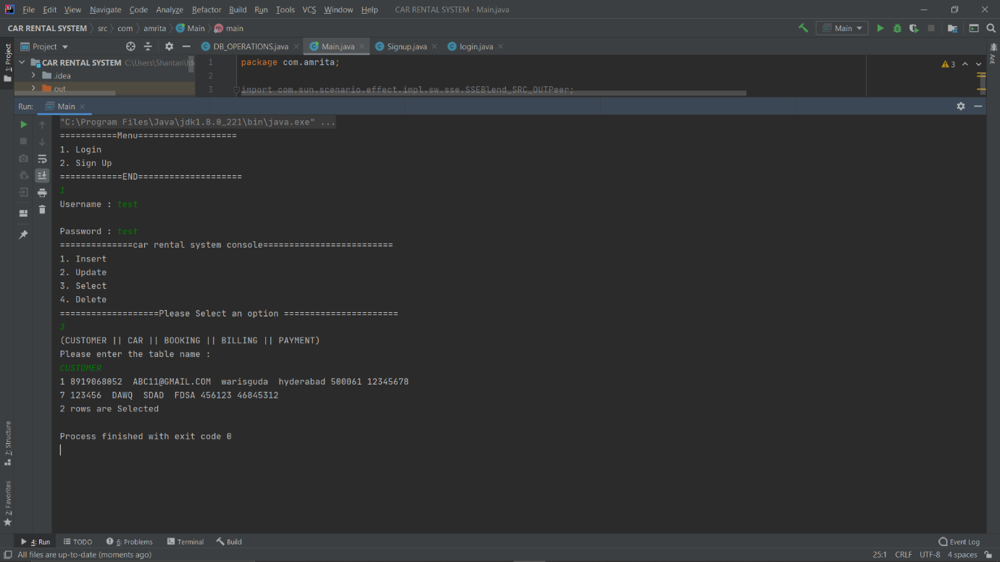 File Edit View Navigate Code Analyze Refactor Build Run Tools VCS Window Help CAR RENTAL SYSTEM - Main.java
CAR RENTAL SYSTEM src com amrita Main main Main
Project DB_OPERATIONS.java Main.java Signup.java login.java
1: Project
Ant
CAR RENTAL SYSTEM C:\Users\Shantan\Ide
.idea
out
1 package com.amrita;
2
3 import com.sun.scenario.effect.impl.sw.sse.SSEBlend_SRC_OUTPeer;
3
Run: Main
"C:\Program Files\Java\jdk1.8.0_221\bin\java.exe" ...
===========Menu===================
1. Login
2. Sign Up
============END====================
1
Username : test
Password : test
==============car rental system console=========================
1. Insert
2. Update
3. Select
4. Delete
===================Please Select an option ======================
3
(CUSTOMER || CAR || BOOKING || BILLING || PAYMENT)
Please enter the table name :
CUSTOMER
1 8919068052  ABC11@GMAIL.COM  warisguda  hyderabad 500061 12345678
7 123456  DAWQ  SDAD  FDSA 456123 46845312
2 rows are Selected
Process finished with exit code 0
7: Structure
2: Favorites
4: Run TODO 6: Problems Terminal Build Event Log
All files are up-to-date (moments ago) 25:1 CRLF UTF-8 4 spaces